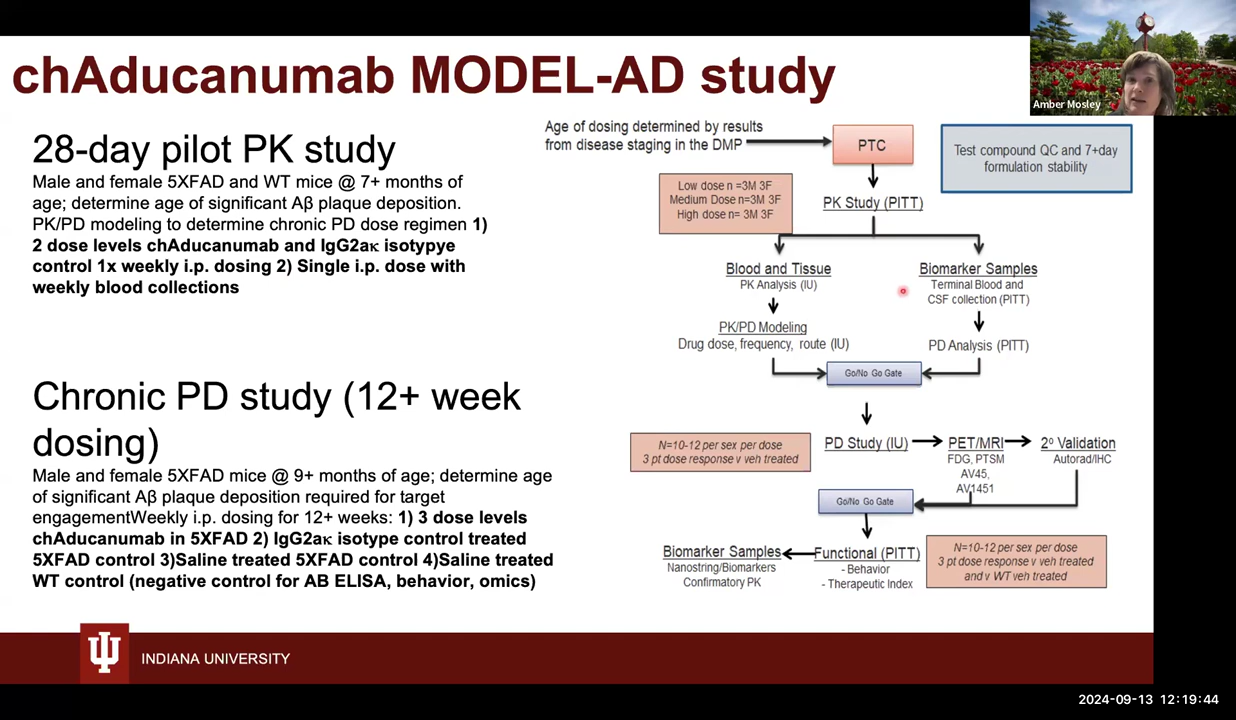 chAducanumab MODEL-AD study
Amber Mosley
28-day pilot PK study
Male and female 5XFAD and WT mice @ 7+ months of
age; determine age of significant Aβ plaque deposition.
PK/PD modeling to determine chronic PD dose regimen 1)
2 dose levels chAducanumab and IgG2aκ isotypye
control 1x weekly i.p. dosing 2) Single i.p. dose with
weekly blood collections
Chronic PD study (12+ week
dosing)
Male and female 5XFAD mice @ 9+ months of age; determine age
of significant Aβ plaque deposition required for target
engagementWeekly i.p. dosing for 12+ weeks: 1) 3 dose levels
chAducanumab in 5XFAD 2) IgG2aκ isotype control treated
5XFAD control 3)Saline treated 5XFAD control 4)Saline treated
WT control (negative control for AB ELISA, behavior, omics)
Age of dosing determined by results
from disease staging in the DMP
PTC
Test compound QC and 7+day
formulation stability
Low dose n =3M 3F
Medium Dose n=3M 3F
High dose n= 3M 3F
PK Study (PITT)
Blood and Tissue
PK Analysis (IU)
Biomarker Samples
Terminal Blood and
CSF collection (PITT)
PK/PD Modeling
Drug dose, frequency, route (IU)
PD Analysis (PITT)
Go/No Go Gate
N=10-12 per sex per dose
3 pt dose response v veh treated
PD Study (IU)
PET/MRI
FDG, PTSM
AV45,
AV1451
2º Validation
Autorad/IHC
Go/No Go Gate
Biomarker Samples
Nanostring/Biomarkers
Confirmatory PK
Functional (PITT)
- Behavior
- Therapeutic Index
N=10-12 per sex per dose
3 pt dose response v veh treated
and v WT veh treated
INDIANA UNIVERSITY
2024-09-13 12:19:44